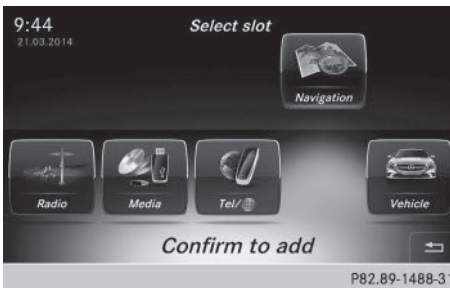 9:44
Select slot
21.03.2014
Navigation
Radio
Media
Tel/
Vehicle
Confirm to add
P82.89-1488-31